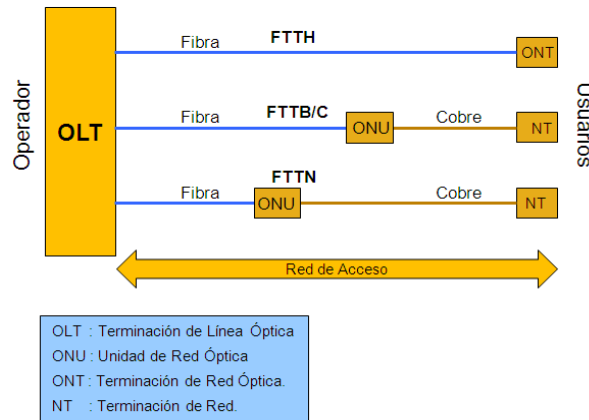 Operador
OLT
Fibra
FTTH
ONT
Fibra
FTTB/C
ONU
Cobre
NT
Fibra
FTTN
ONU
Cobre
NT
Usuarios
Red de Acceso
OLT : Terminación de Línea Óptica
ONU : Unidad de Red Óptica
ONT : Terminación de Red Óptica.
NT : Terminación de Red.